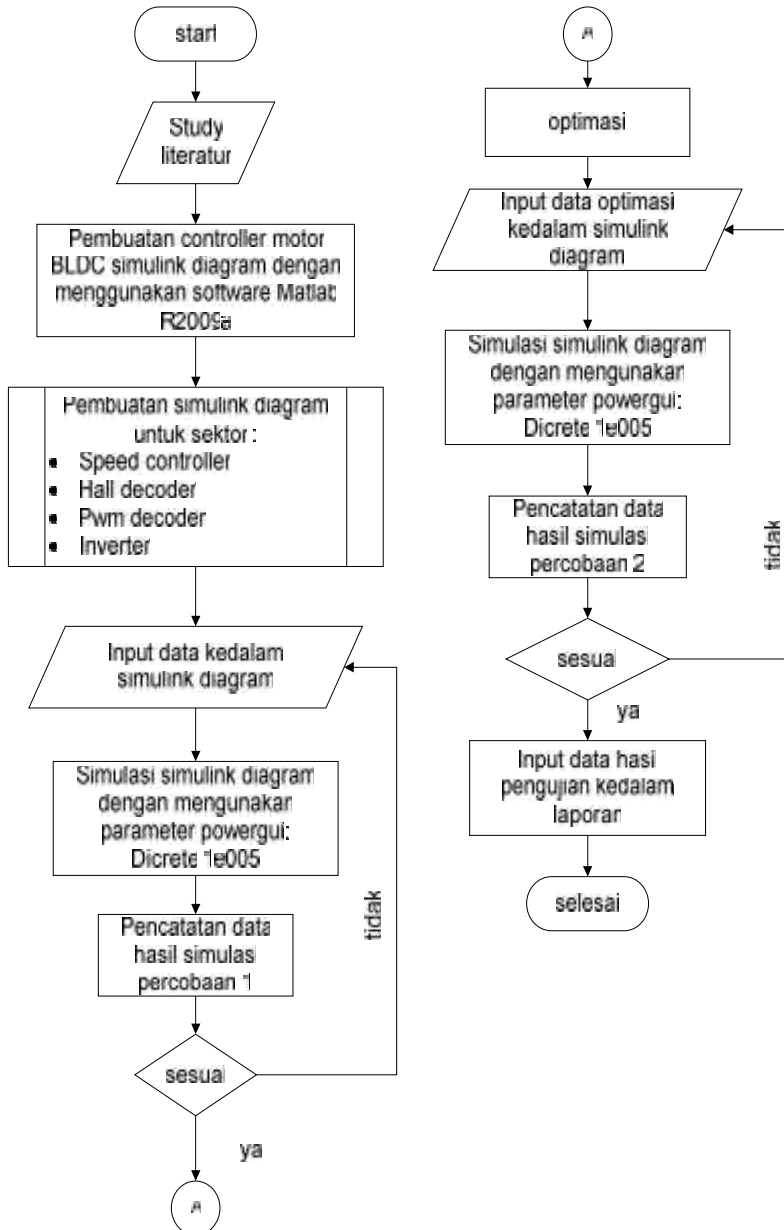 start
Study
literatur
Pembuatan controller motor
BLDC simulink diagram dengan
menggunakan software Matlab
R2009a
Pembuatan simulink diagram
untuk sektor :
• Speed controller
• Hall decoder
• Pwm decoder
• Inverter
Input data kedalam
simulink diagram
Simulasi simulink diagram
dengan mengunakan
parameter powergui:
Dicrete 1e005
Pencatatan data
hasil simulasi
percobaan 1
sesuai
tidak
ya
A
A
optimasi
Input data optimasi
kedalam simulink
diagram
Simulasi simulink diagram
dengan mengunakan
parameter powergui:
Dicrete 1e005
Pencatatan data
hasil simulasi
percobaan 2
tidak
sesuai
ya
Input data hasi
pengujian kedalam
laporan
selesai